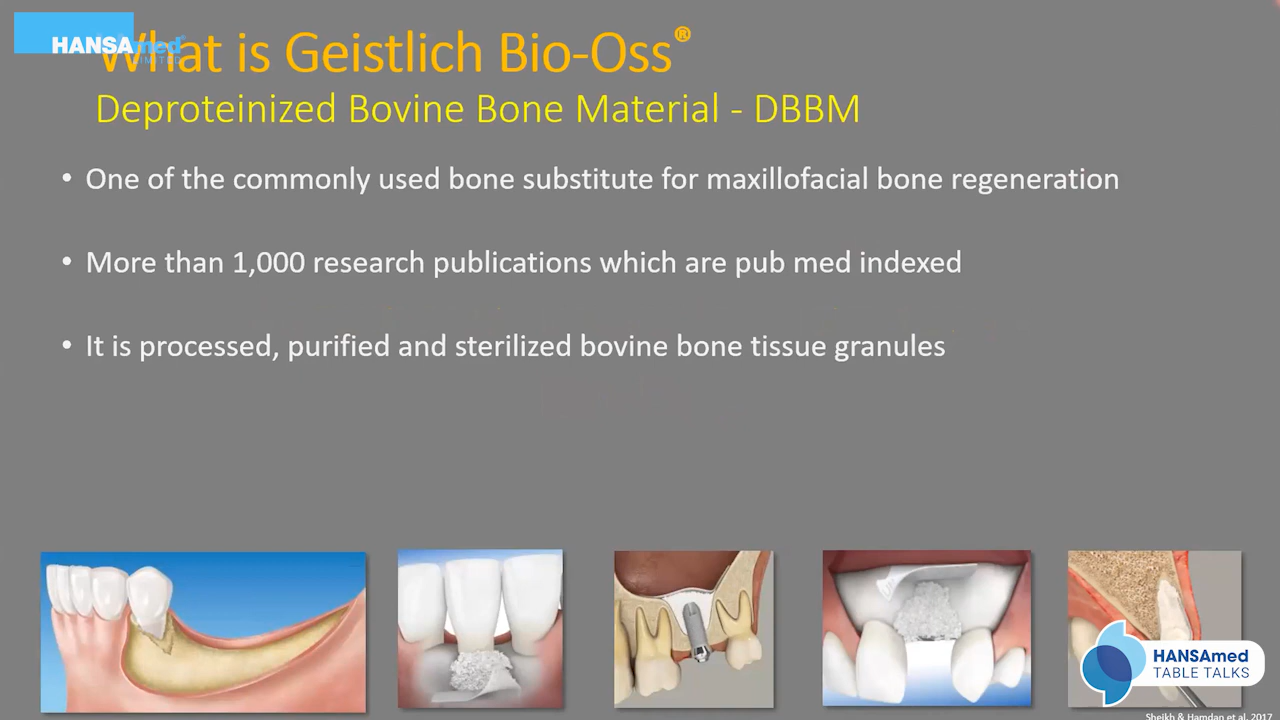 HANSAmed
LIMITED
What is Geistlich Bio-Oss®
Deproteinized Bovine Bone Material - DBBM
• One of the commonly used bone substitute for maxillofacial bone regeneration
• More than 1,000 research publications which are pub med indexed
• It is processed, purified and sterilized bovine bone tissue granules
HANSAmed
TABLE TALKS
Sheikh & Hamdan et al. 2017